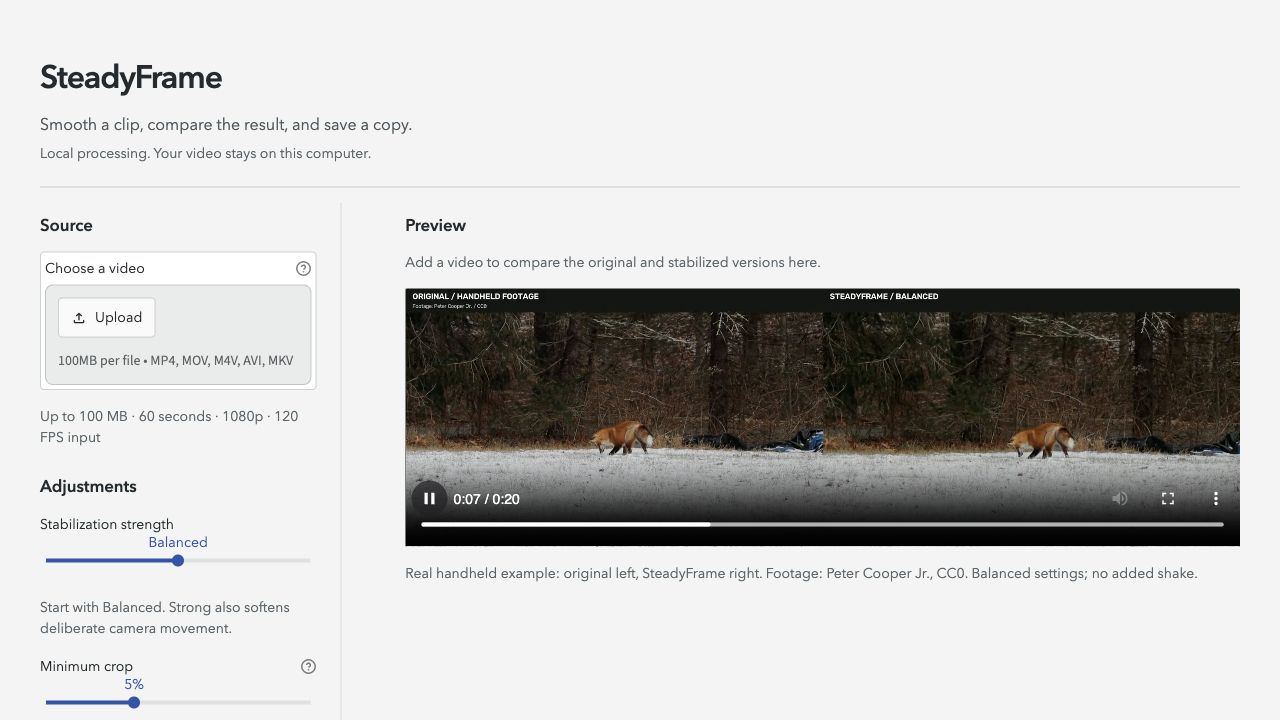 SteadyFrame
Smooth a clip, compare the result, and save a copy.
Local processing. Your video stays on this computer.
Source
Choose a video
Upload
100MB per file • MP4, MOV, M4V, AVI, MKV
Up to 100 MB · 60 seconds · 1080p · 120
FPS input
Adjustments
Stabilization strength
Balanced
Start with Balanced. Strong also softens
deliberate camera movement.
Minimum crop
5%
Preview
Add a video to compare the original and stabilized versions here.
ORIGINAL / HANDHELD FOOTAGE
Footage: Peter Cooper Jr. / CC0
STEADYFRAME / BALANCED
0:07 / 0:20
Real handheld example: original left, SteadyFrame right. Footage: Peter Cooper Jr., CC0. Balanced settings; no added shake.